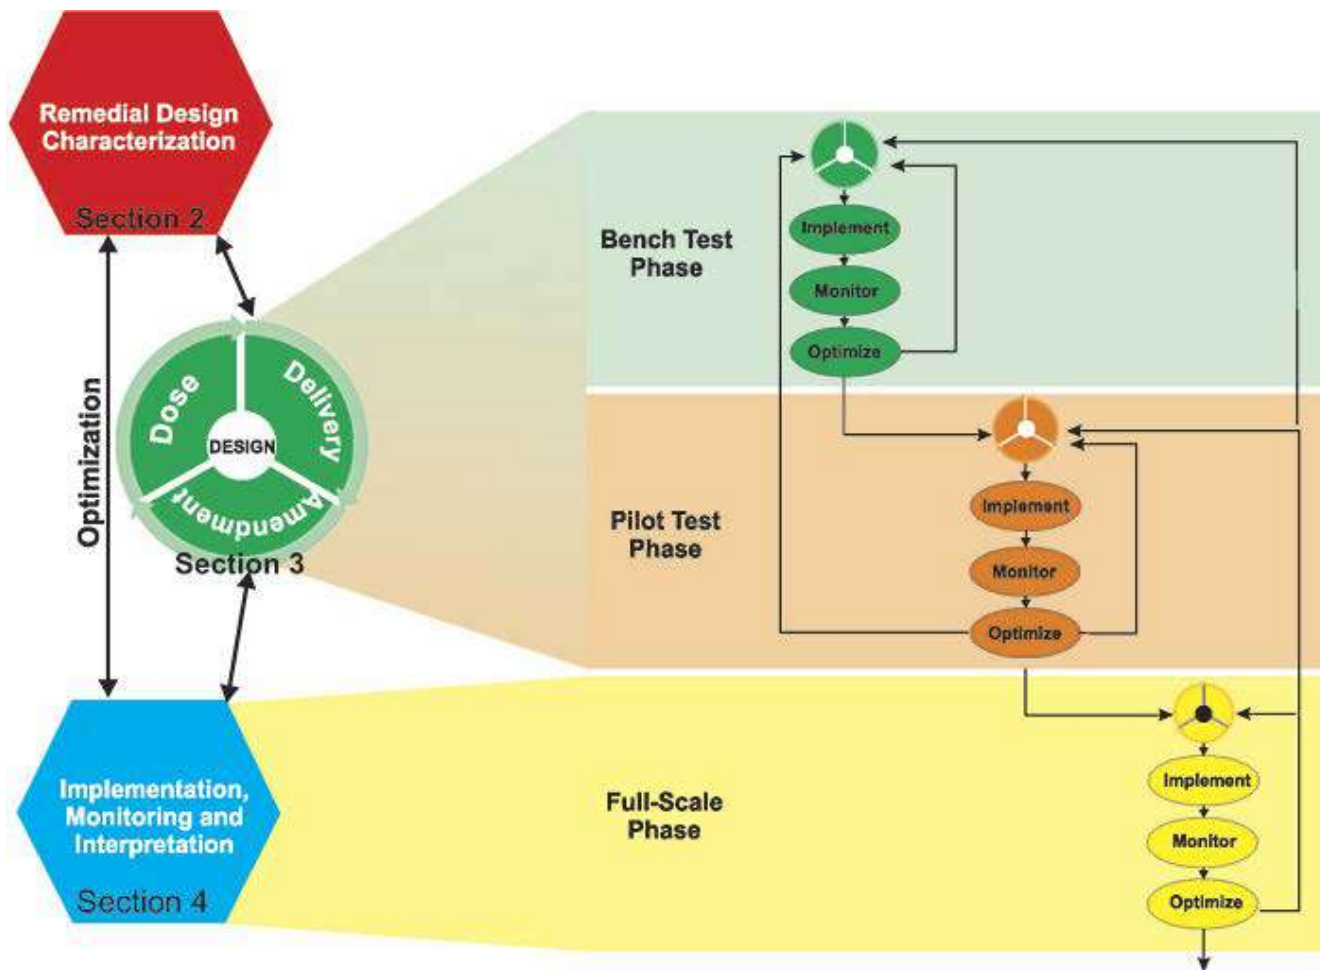 Remedial Design
Characterization
Section 2
Optimization
Dose
Delivery
DESIGN
Amendment
Section 3
Implementation,
Monitoring and
Interpretation
Section 4
Bench Test
Phase
Implement
Monitor
Optimize
Pilot Test
Phase
Implement
Monitor
Optimize
Full-Scale
Phase
Implement
Monitor
Optimize